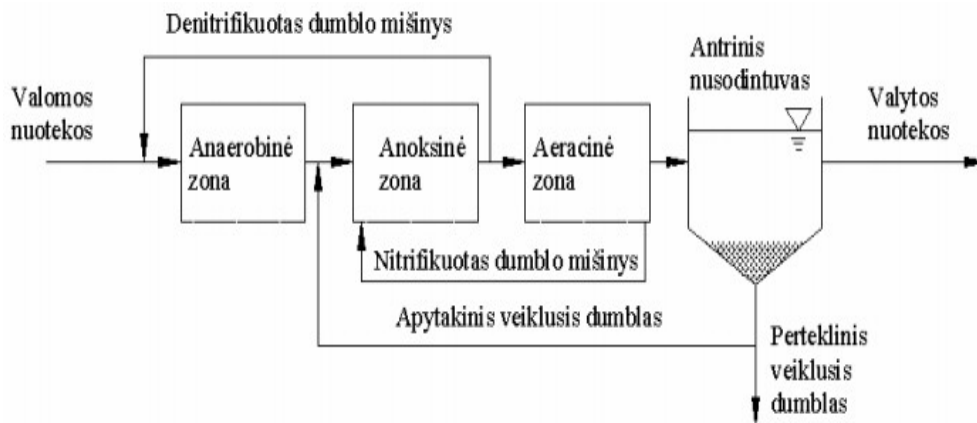 Denitrifikuotas dumblo mišinys
Antrinis
nusodintuvas
Valomos
nuotekos
Valytos
nuotekos
Anaerobinė
zona
Anoksinė
zona
Aeracinė
zona
Nitrifikuotas dumblo mišinys
Apytakinis veiklusis dumblas
Perteklinis
veiklusis
dumblas